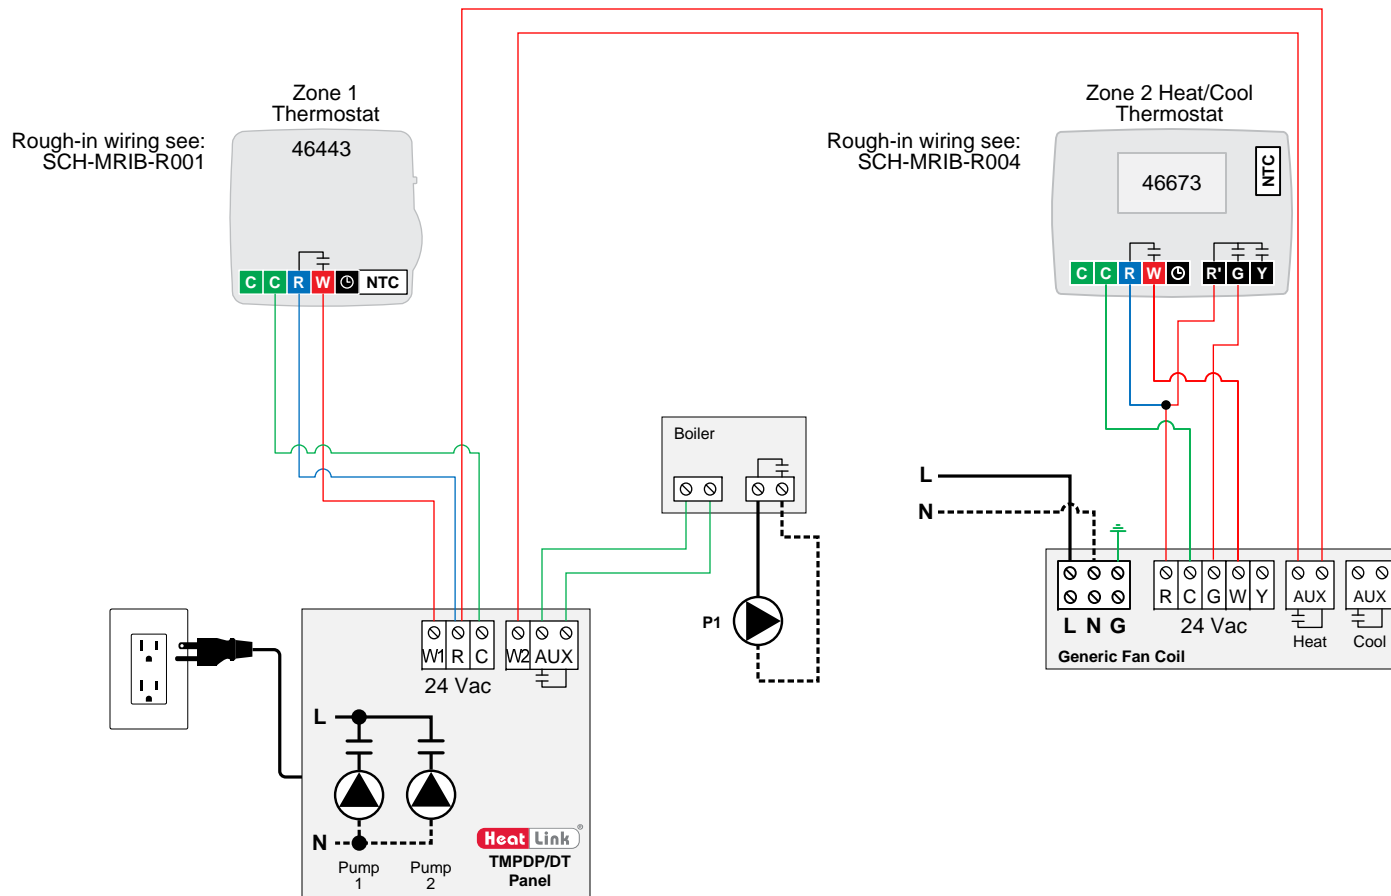 Zone 1
Thermostat
Rough-in wiring see:
SCH-MRIB-R001
46443
C C R W NTC
Zone 2 Heat/Cool
Thermostat
Rough-in wiring see:
SCH-MRIB-R004
46673
NTC
C C R W R' G Y
Boiler
P1
L
N
L N G
R C G W Y
24 Vac
AUX
Heat
AUX
Cool
Generic Fan Coil
W1 R C
24 Vac
W2 AUX
L
N
Pump
1
Pump
2
Heat Link®
TMPDP/DT
Panel